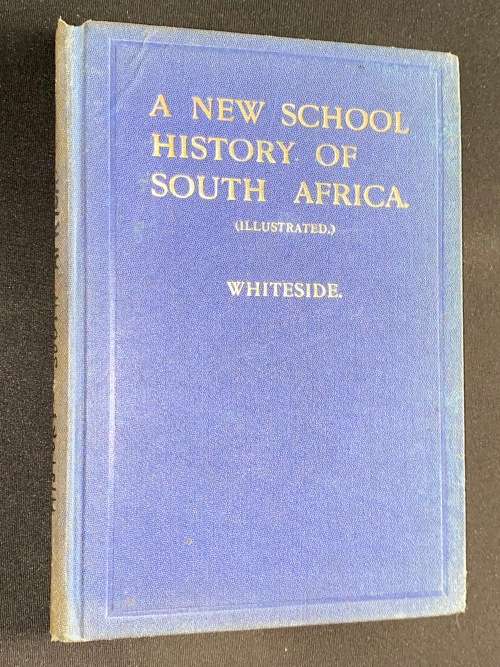 A NEW SCHOOL
HISTORY OF
SOUTH AFRICA.
(ILLUSTRATED.)
WHITESIDE.